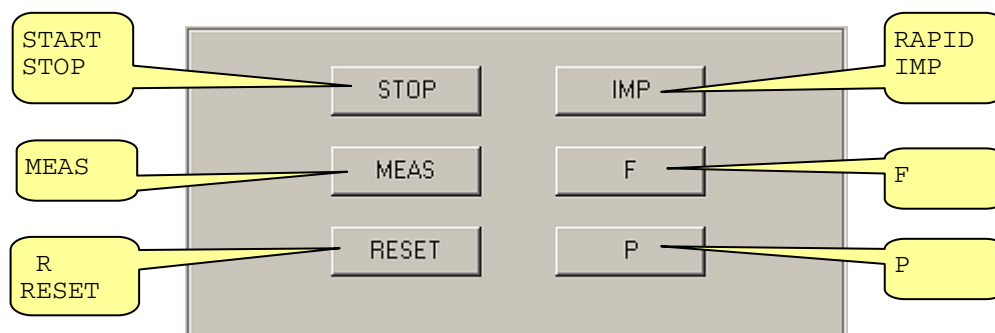 START
STOP
STOP
IMP
RAPID
IMP
MEAS
MEAS
F
F
R
RESET
RESET
P
P